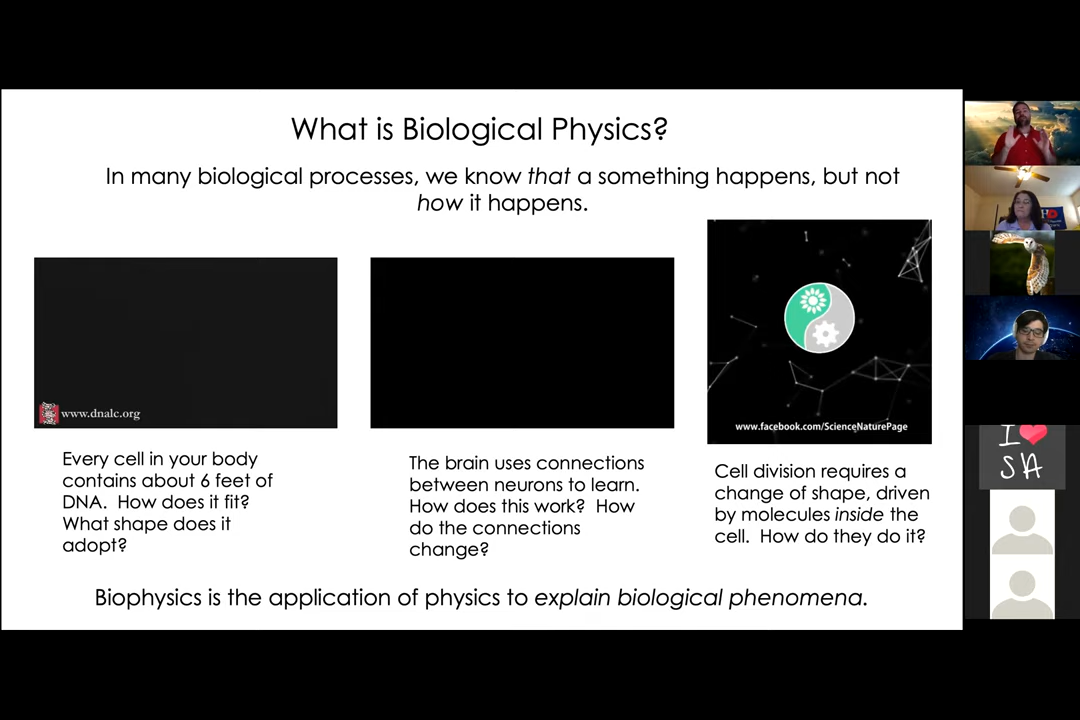 What is Biological Physics?
In many biological processes, we know that a something happens, but not
how it happens.
www.dnalc.org
www.facebook.com/ScienceNaturePage
Every cell in your body
contains about 6 feet of
DNA.  How does it fit?
What shape does it
adopt?
The brain uses connections
between neurons to learn.
How does this work?  How
do the connections
change?
Cell division requires a
change of shape, driven
by molecules inside the
cell.  How do they do it?
Biophysics is the application of physics to explain biological phenomena.
I
SA